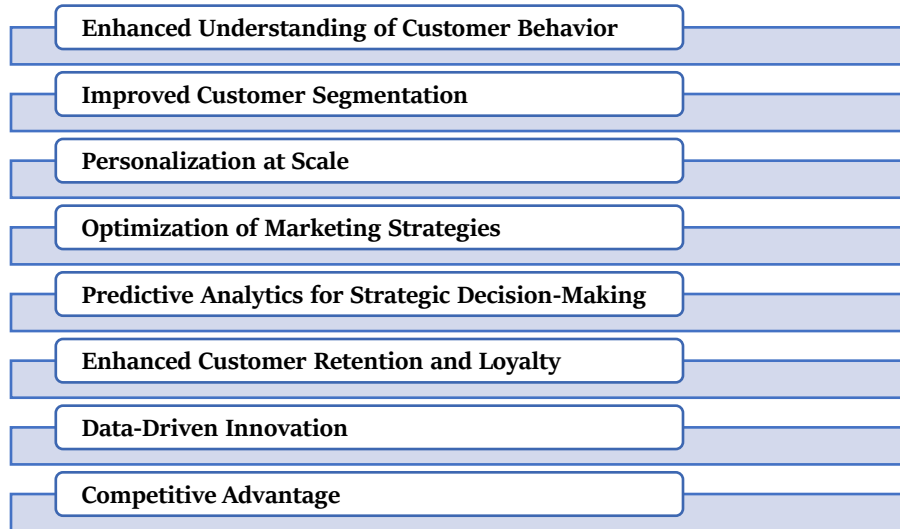 Enhanced Understanding of Customer Behavior
Improved Customer Segmentation
Personalization at Scale
Optimization of Marketing Strategies
Predictive Analytics for Strategic Decision-Making
Enhanced Customer Retention and Loyalty
Data-Driven Innovation
Competitive Advantage